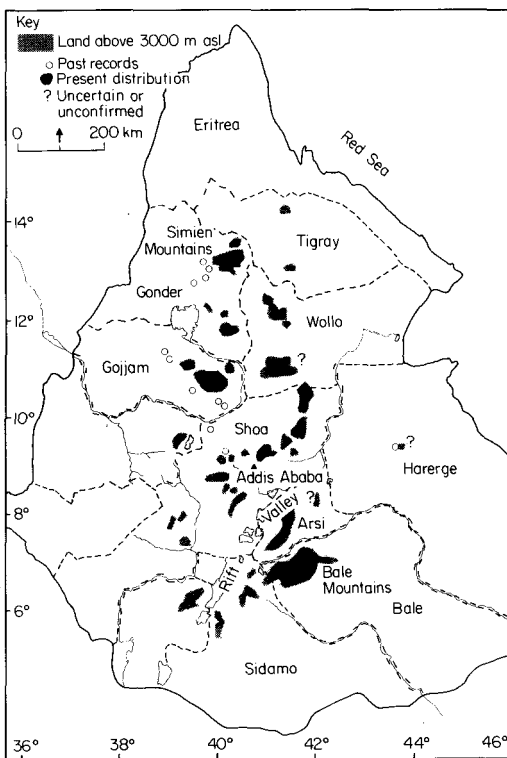 Key
Land above 3000 m asl
Past records
Present distribution
? Uncertain or
unconfirmed
0 200 km
Eritrea
Red Sea
14°
Simien
Mountains
Tigray
Gonder
12°
Wollo
?
Gojjam
10°
Shoa
?
Harerge
Addis Ababa
?
8°
Valley
Arsi
Rift
Bale
Mountains
6°
Bale
Sidamo
36° 38° 40° 42° 44° 46°